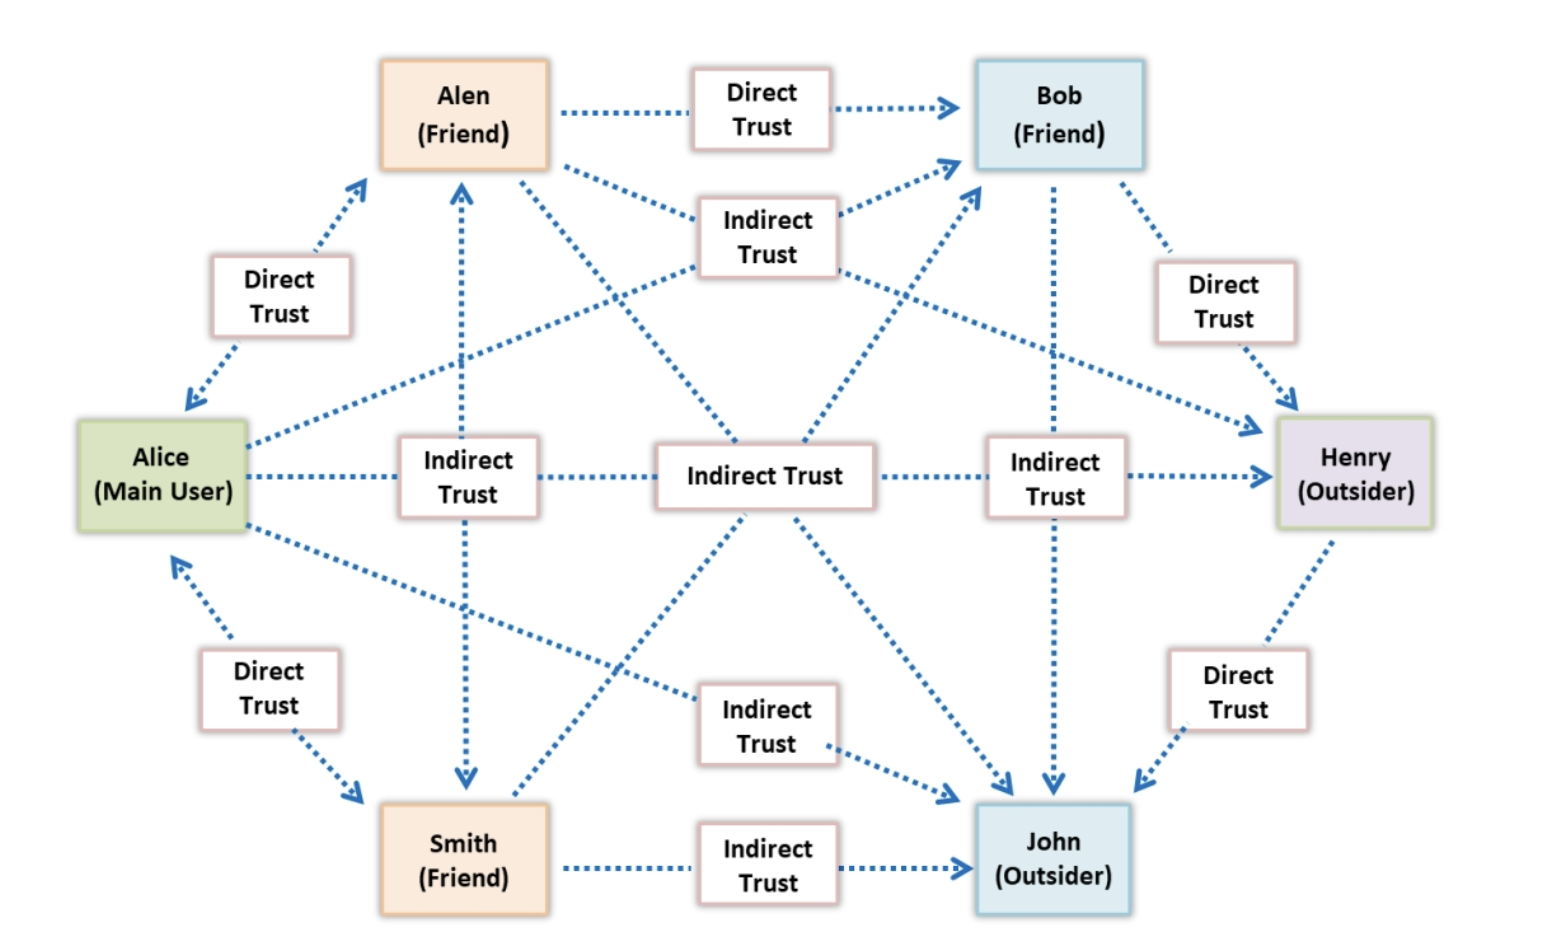 Alen
(Friend)
Direct
Trust
Bob
(Friend)
Indirect
Trust
Direct
Trust
Direct
Trust
Alice
(Main User)
Indirect
Trust
Indirect Trust
Indirect
Trust
Henry
(Outsider)
Direct
Trust
Indirect
Trust
Direct
Trust
Smith
(Friend)
Indirect
Trust
John
(Outsider)